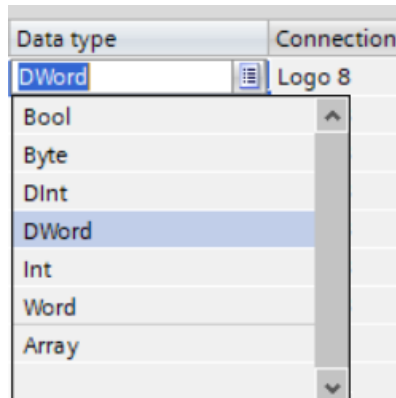 Data type Connection
DWord Logo 8
Bool
Byte
DInt
DWord
Int
Word
Array